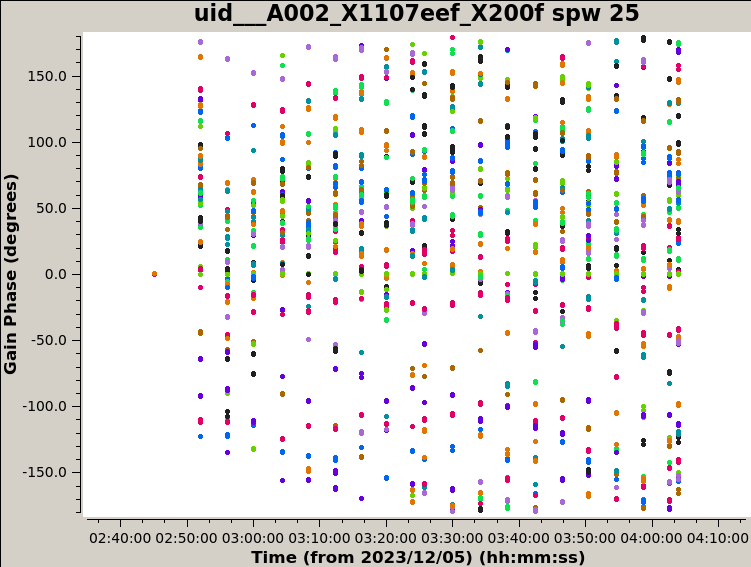 uid___A002_X1107eef_X200f spw 25
150.0
100.0
50.0
0.0
-50.0
-100.0
-150.0
Gain Phase (degrees)
02:40:00 02:50:00 03:00:00 03:10:00 03:20:00 03:30:00 03:40:00 03:50:00 04:00:00 04:10:00
Time (from 2023/12/05) (hh:mm:ss)